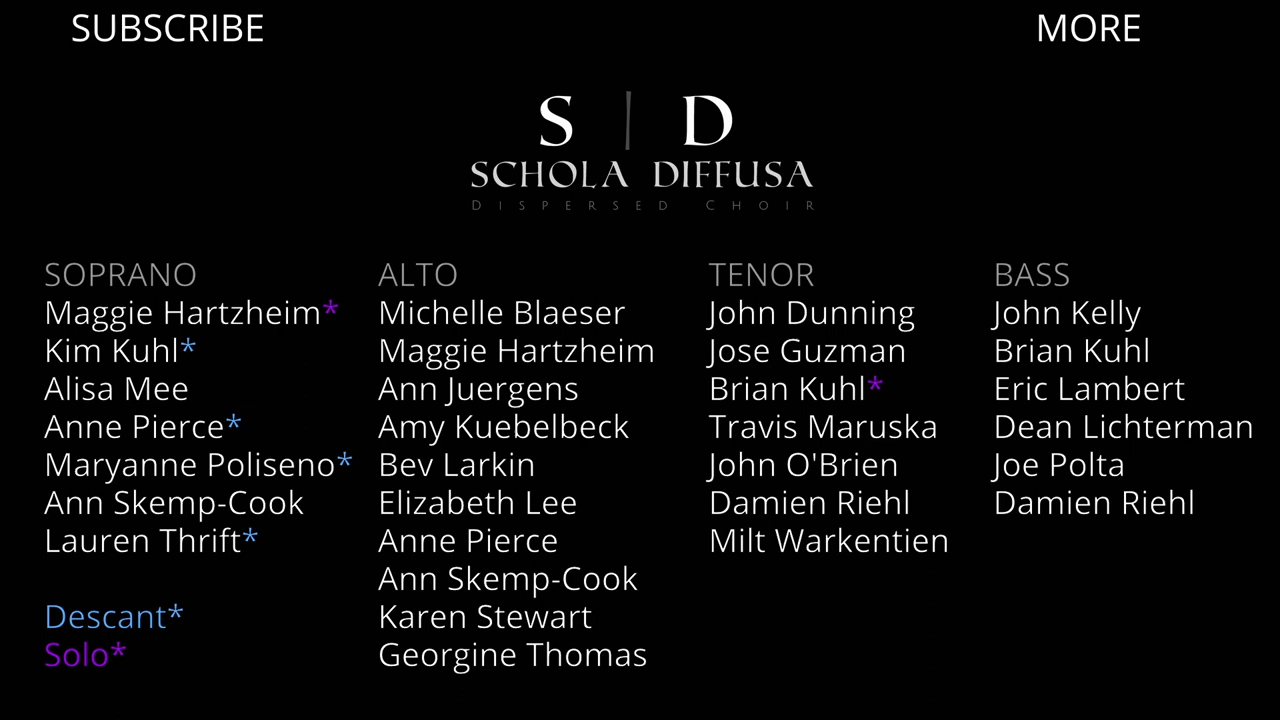 SUBSCRIBE
MORE
S | D
SCHOLA DIFFUSA
DISPERSED CHOIR
SOPRANO
Maggie Hartzheim*
Kim Kuhl*
Alisa Mee
Anne Pierce*
Maryanne Poliseno*
Ann Skemp-Cook
Lauren Thrift*
Descant*
Solo*
ALTO
Michelle Blaeser
Maggie Hartzheim
Ann Juergens
Amy Kuebelbeck
Bev Larkin
Elizabeth Lee
Anne Pierce
Ann Skemp-Cook
Karen Stewart
Georgine Thomas
TENOR
John Dunning
Jose Guzman
Brian Kuhl*
Travis Maruska
John O'Brien
Damien Riehl
Milt Warkentien
BASS
John Kelly
Brian Kuhl
Eric Lambert
Dean Lichterman
Joe Polta
Damien Riehl